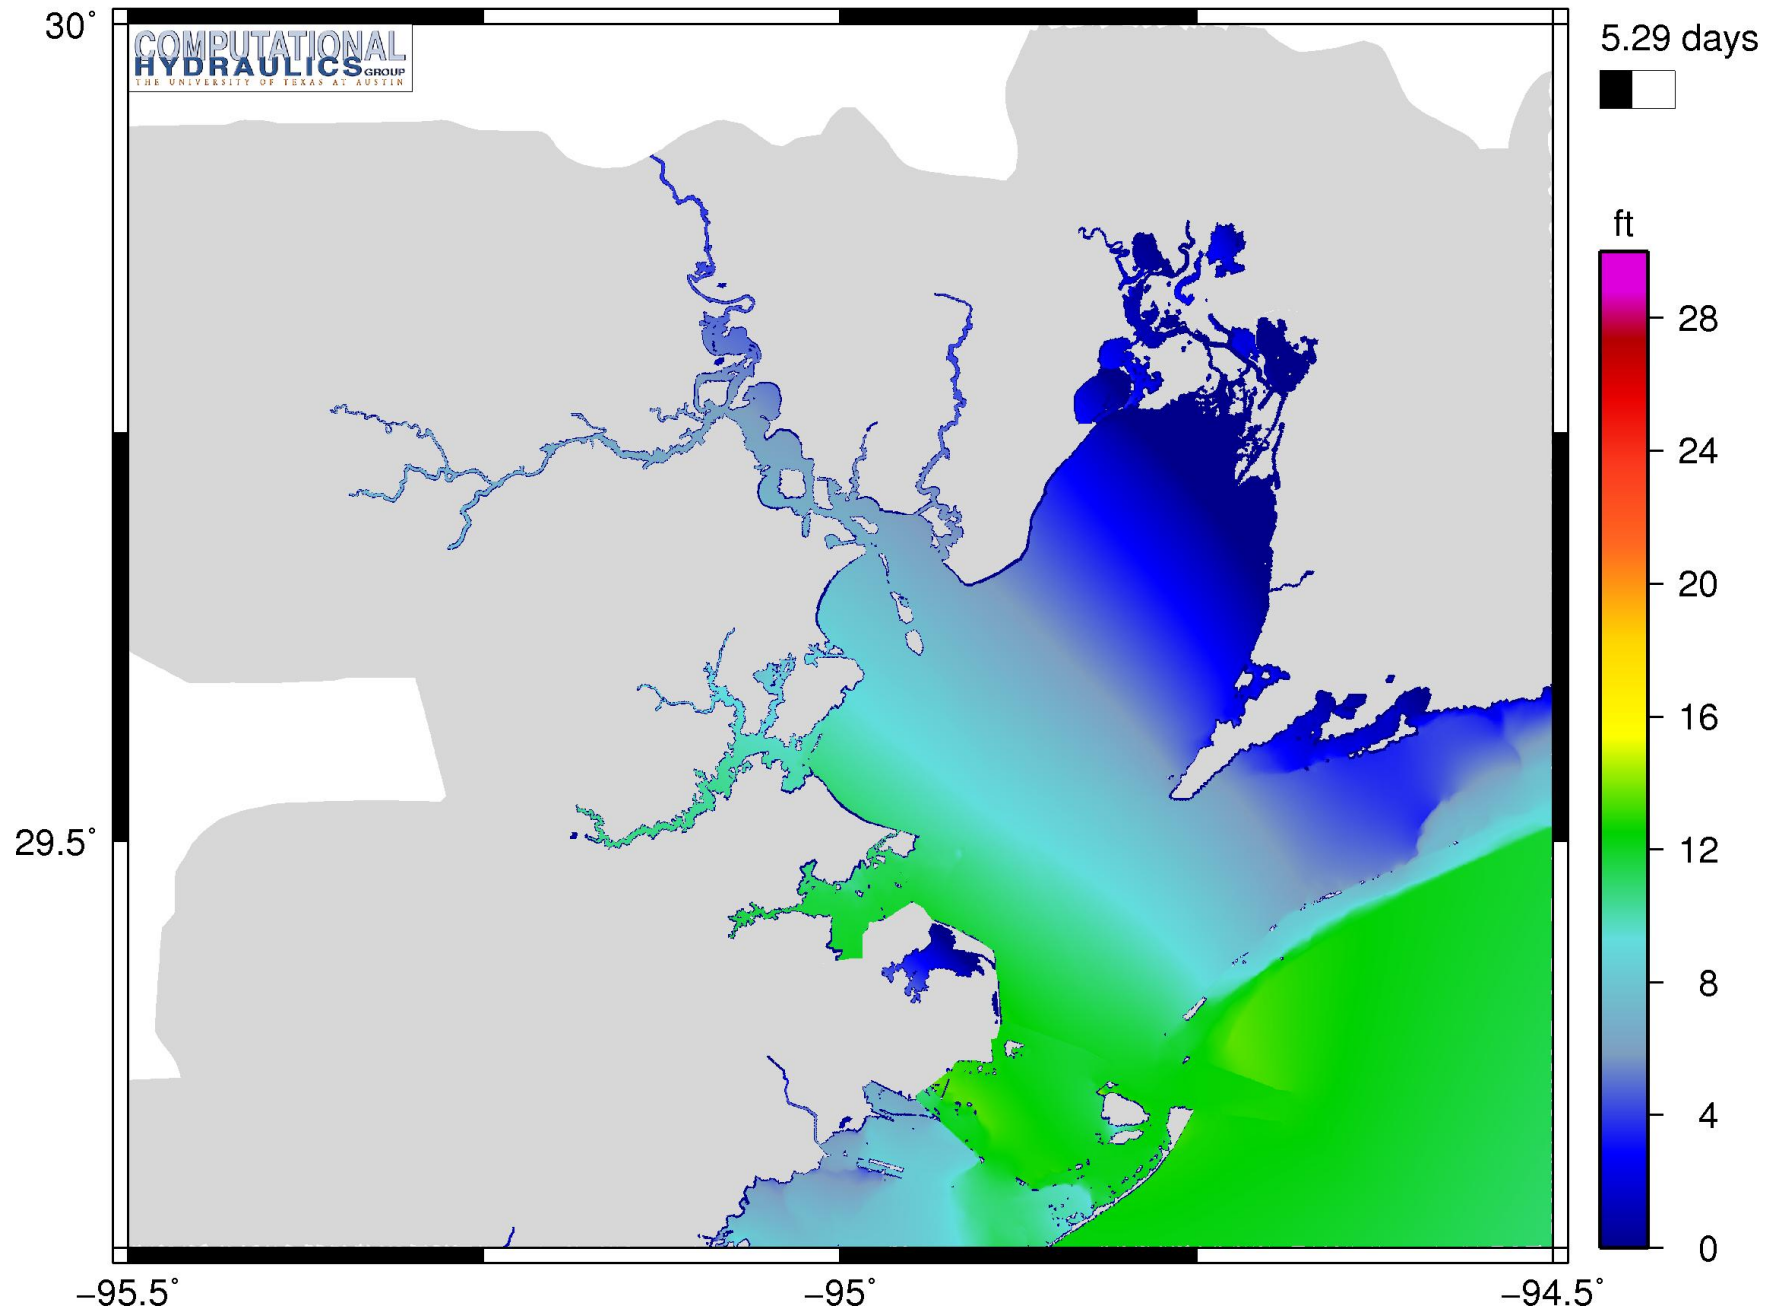 30°
COMPUTATIONAL
HYDRAULICS GROUP
THE UNIVERSITY OF TEXAS AT AUSTIN
5.29 days
ft
28
24
20
16
29.5°
12
8
4
0
−95.5°
−95°
−94.5°